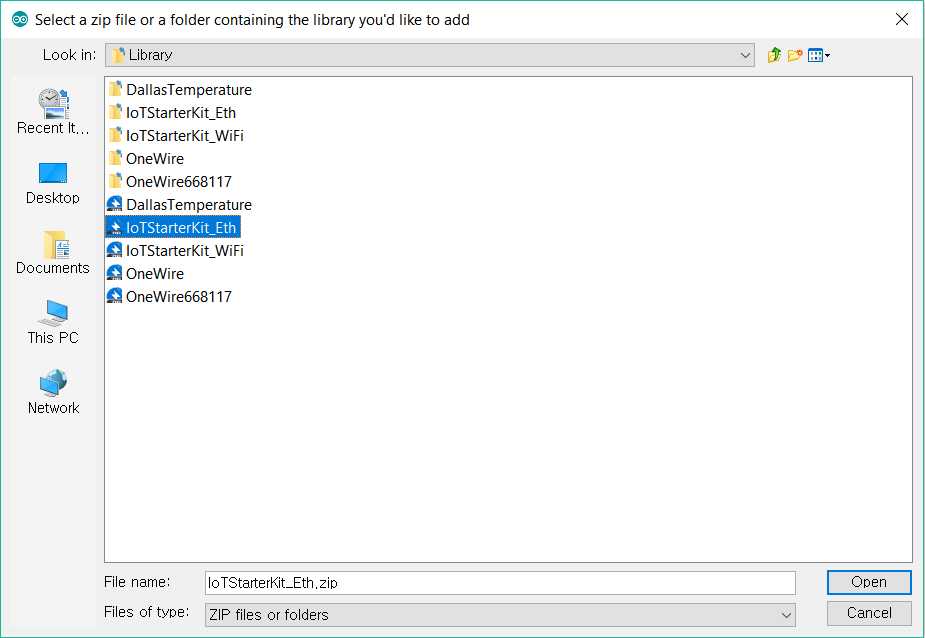 Select a zip file or a folder containing the library you'd like to add
Look in: Library
Recent It...
Desktop
Documents
This PC
Network
DallasTemperature
IoTStarterKit_Eth
IoTStarterKit_WiFi
OneWire
OneWire668117
DallasTemperature
IoTStarterKit_Eth
IoTStarterKit_WiFi
OneWire
OneWire668117
File name: IoTStarterKit_Eth.zip Open
Files of type: ZIP files or folders Cancel